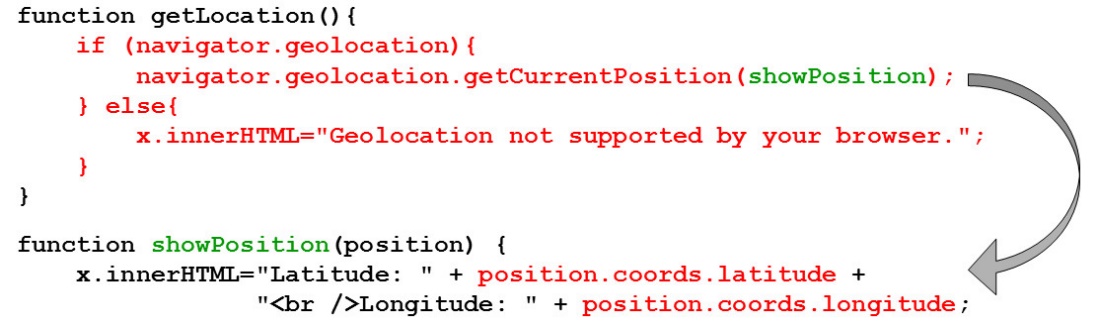 function getLocation(){
    if (navigator.geolocation){
        navigator.geolocation.getCurrentPosition(showPosition);
    } else{
        x.innerHTML="Geolocation not supported by your browser.";
    }
}
function showPosition(position) {
    x.innerHTML="Latitude: " + position.coords.latitude +
                "<br />Longitude: " + position.coords.longitude;